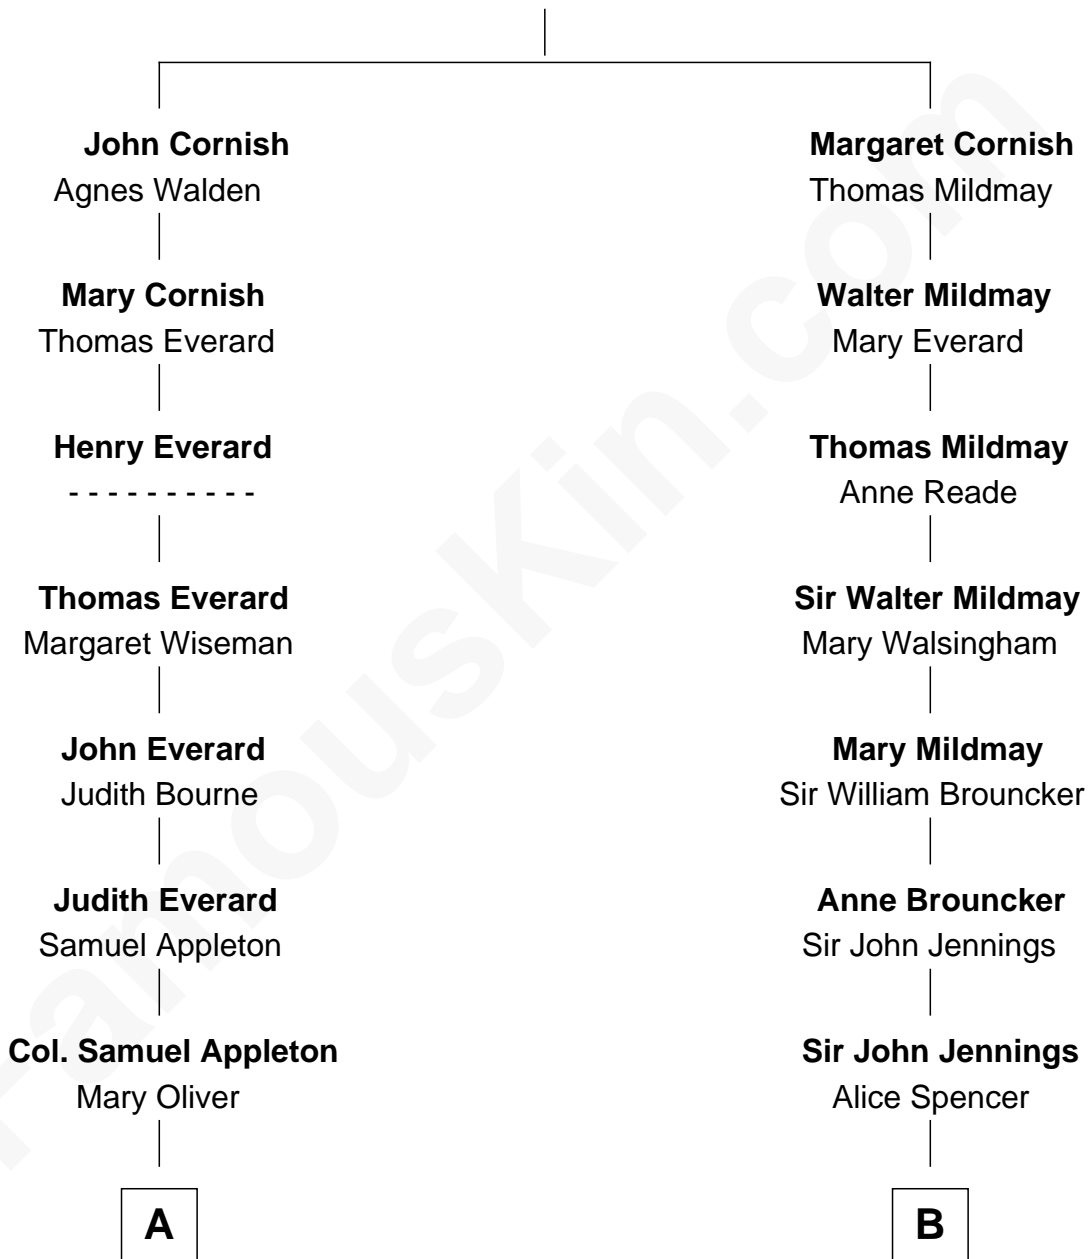 John Cornish
Agnes Walden
Margaret Cornish
Thomas Mildmay
Mary Cornish
Thomas Everard
Walter Mildmay
Mary Everard
Henry Everard
- - - - - - - - - -
Thomas Mildmay
Anne Reade
Thomas Everard
Margaret Wiseman
Sir Walter Mildmay
Mary Walsingham
John Everard
Judith Bourne
Mary Mildmay
Sir William Brouncker
Judith Everard
Samuel Appleton
Anne Brouncker
Sir John Jennings
Col. Samuel Appleton
Mary Oliver
Sir John Jennings
Alice Spencer
A
B
FamousKin.com